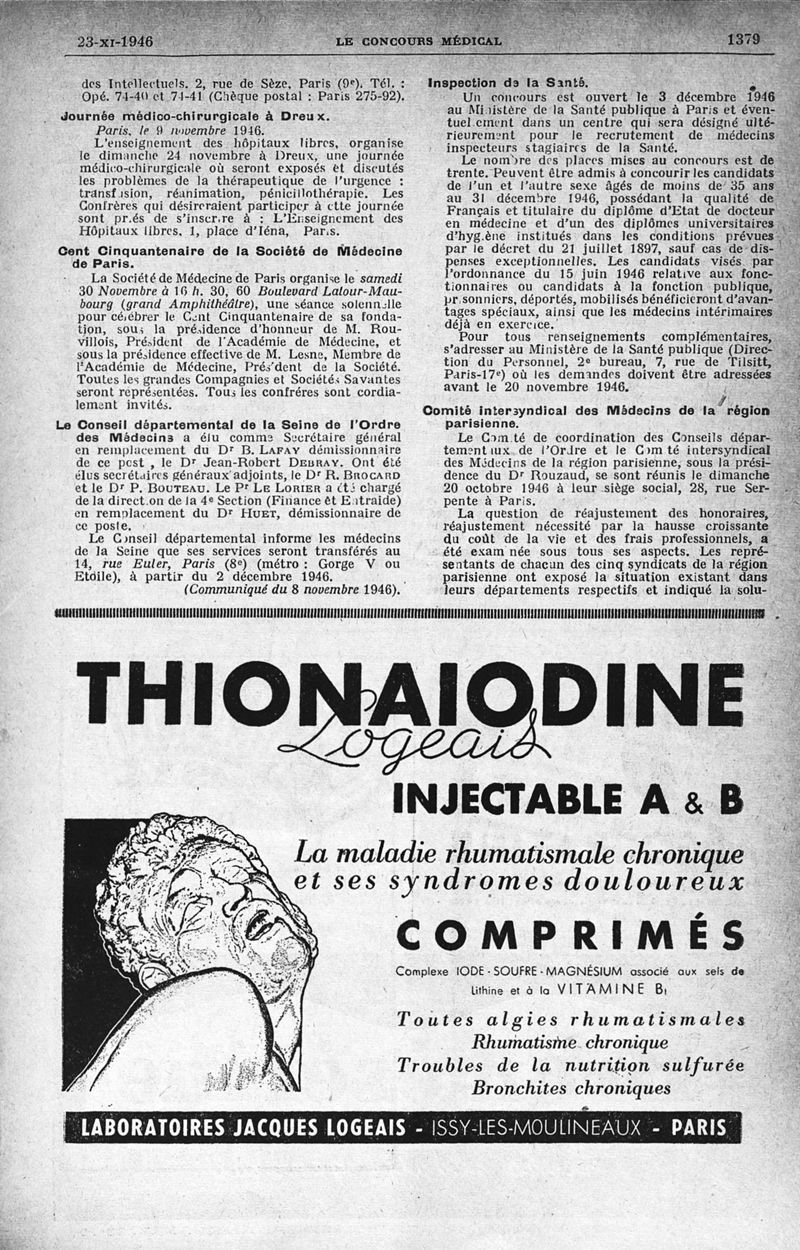 23-XI-1946
LE CONCOURS MÉDICAL
1379
des Intellectuels. 2, rue de Sèze, Paris (9e). Tél. :
Opé. 74-40 et 74-41 (Chèque postal : Paris 275-92).
Journée médico-chirurgicale à Dreux.
Paris, le 9 novembre 1946.
L'enseignement des hôpitaux libres, organise
le dimanche 24 novembre à Dreux, une journée
médico-chirurgicale où seront exposés et discutés
les problèmes de la thérapeutique de l'urgence :
transfusion, réanimation, pénicillothérapie. Les
Confrères qui désireraient participer à cette journée
sont priés de s'inscrire à : L'Enseignement des
Hôpitaux libres, 1, place d'Iéna, Paris.
Cent Cinquantenaire de la Société de Médecine
de Paris.
La Société de Médecine de Paris organise le samedi
30 Novembre à 16 h. 30, 60 Boulevard Latour-Mau-
bourg (grand Amphithéâtre), une séance solennelle
pour célébrer le Cent Cinquantenaire de sa fonda-
tion, sous la présidence d'honneur de M. Rou-
villois, Président de l'Académie de Médecine, et
sous la présidence effective de M. Lesne, Membre de
l'Académie de Médecine, Président de la Société.
Toutes les grandes Compagnies et Sociétés Savantes
seront représentées. Tous les confrères sont cordia-
lement invités.
Le Conseil départemental de la Seine de l'Ordre
des Médecins a élu comme Secrétaire général
en remplacement du Dr B. LAFAY démissionnaire
de ce post , le Dr Jean-Robert DEBRAY. Ont été
élus secrétaires généraux adjoints, le Dr R. BROCARD
et le Dr P. BOUTEAU. Le Pr LE LORIER a été chargé
de la direction de la 4e Section (Finance et Entraide)
en remplacement du Dr HUET, démissionnaire de
ce poste.
Le Conseil départemental informe les médecins
de la Seine que ses services seront transférés au
14, rue Euler, Paris (8e) (métro : Gorge V ou
Etoile), à partir du 2 décembre 1946.
(Communiqué du 8 novembre 1946).
Inspection de la Santé.
Un concours est ouvert le 3 décembre 1946
au Ministère de la Santé publique à Paris et éven-
tuellement dans un centre qui sera désigné ulté-
rieurement pour le recrutement de médecins
inspecteurs stagiaires de la Santé.
Le nombre des places mises au concours est de
trente. Peuvent être admis à concourir les candidats
de l'un et l'autre sexe âgés de moins de 35 ans
au 31 décembre 1946, possédant la qualité de
Français et titulaire du diplôme d'Etat de docteur
en médecine et d'un des diplômes universitaires
d'hygiène institués dans les conditions prévues
par le décret du 21 juillet 1897, sauf cas de dis-
penses exceptionnelles. Les candidats visés par
l'ordonnance du 15 juin 1946 relative aux fonc-
tionnaires ou candidats à la fonction publique,
prisonniers, déportés, mobilisés bénéficieront d'avan-
tages spéciaux, ainsi que les médecins intérimaires
déjà en exercice.
Pour tous renseignements complémentaires,
s'adresser au Ministère de la Santé publique (Direc-
tion du Personnel, 2e bureau, 7, rue de Tilsitt,
Paris-17e) où les demandes doivent être adressées
avant le 20 novembre 1946.
Comité intersyndical des Médecins de la région
parisienne.
Le Comité de coordination des Conseils dépar-
tementaux de l'Ordre et le Comité intersyndical
des Médecins de la région parisienne, sous la prési-
dence du Dr Rouzaud, se sont réunis le dimanche
20 octobre 1946 à leur siège social, 28, rue Ser-
pente à Paris.
La question de réajustement des honoraires,
réajustement nécessité par la hausse croissante
du coût de la vie et des frais professionnels, a
été examinée sous tous ses aspects. Les repré-
sentants de chacun des cinq syndicats de la région
parisienne ont exposé la situation existant dans
leurs départements respectifs et indiqué la solu-
THIONAIODINE
Logeais
INJECTABLE A & B
La maladie rhumatismale chronique
et ses syndromes douloureux
COMPRIMÉS
Complexe IODE - SOUFRE - MAGNÉSIUM associé aux sels de
Lithine et à la VITAMINE B1
Toutes algies rhumatismales
Rhumatisme chronique
Troubles de la nutrition sulfurée
Bronchites chroniques
LABORATOIRES JACQUES LOGEAIS - ISSY-LES-MOULINEAUX - PARIS